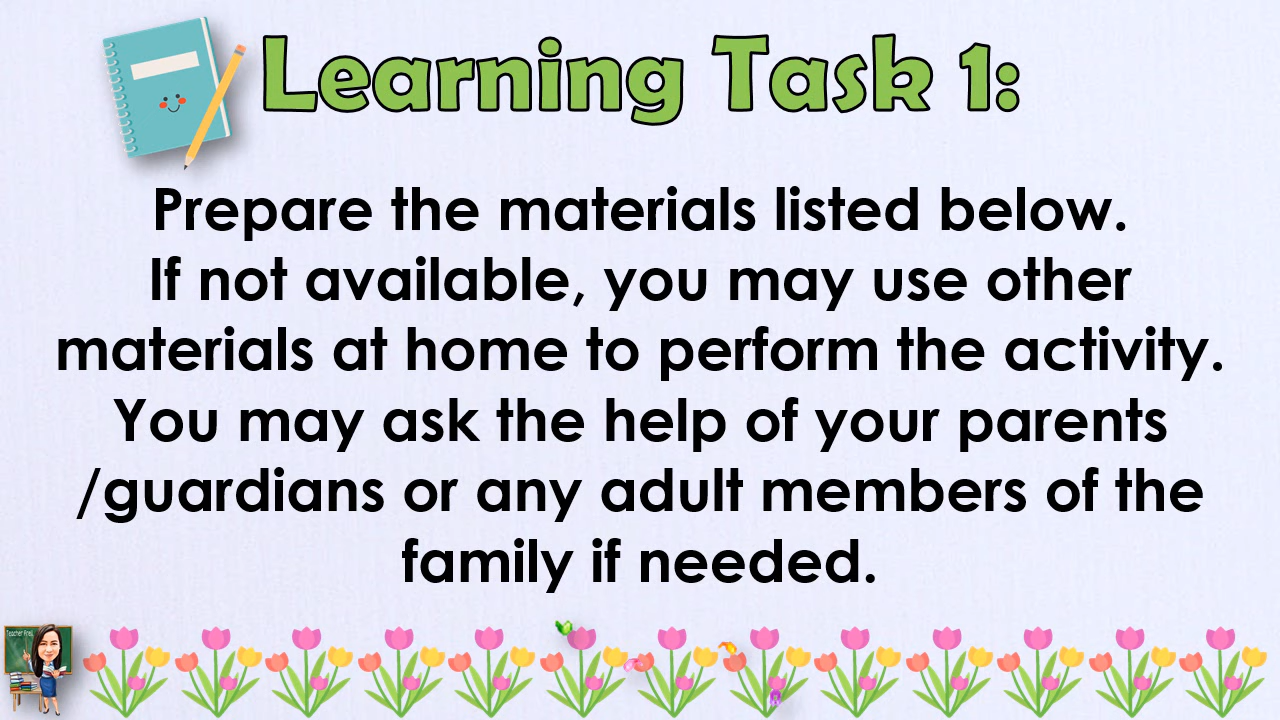 Learning Task 1:
Prepare the materials listed below.
If not available, you may use other
materials at home to perform the activity.
You may ask the help of your parents
/guardians or any adult members of the
family if needed.